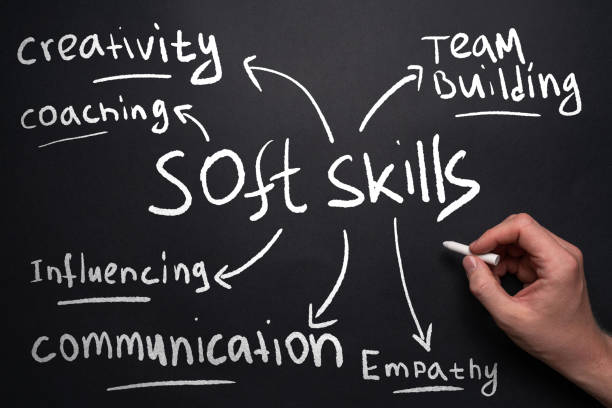 creativity
Team
Building
coaching
Soft skills
Influencing
communication
Empathy